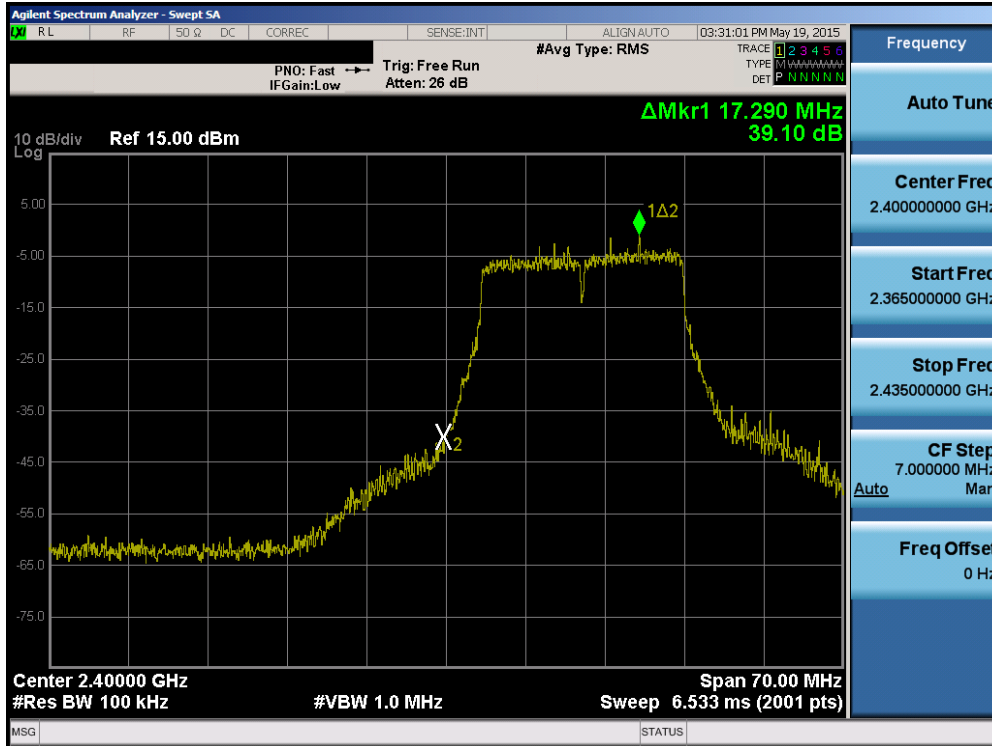 Agilent Spectrum Analyzer - Swept SA
LXI RL RF 50 Ω DC CORREC SENSE:INT ALIGN AUTO 03:31:01 PM May 19, 2015
#Avg Type: RMS
TRACE 1 2 3 4 5 6
TYPE M WWWWW
DET P N N N N N
PNO: Fast
IFGain:Low
Trig: Free Run
Atten: 26 dB
ΔMkr1 17.290 MHz
39.10 dB
10 dB/div
Log
Ref 15.00 dBm
5.00
-5.00
-15.0
-25.0
-35.0
-45.0
-55.0
-65.0
-75.0
1Δ2
X2
Center 2.40000 GHz
Span 70.00 MHz
#Res BW 100 kHz
#VBW 1.0 MHz
Sweep 6.533 ms (2001 pts)
MSG
STATUS
Frequency
Auto Tune
Center Freq
2.400000000 GHz
Start Freq
2.365000000 GHz
Stop Freq
2.435000000 GHz
CF Step
7.000000 MHz
Auto Man
Freq Offset
0 Hz